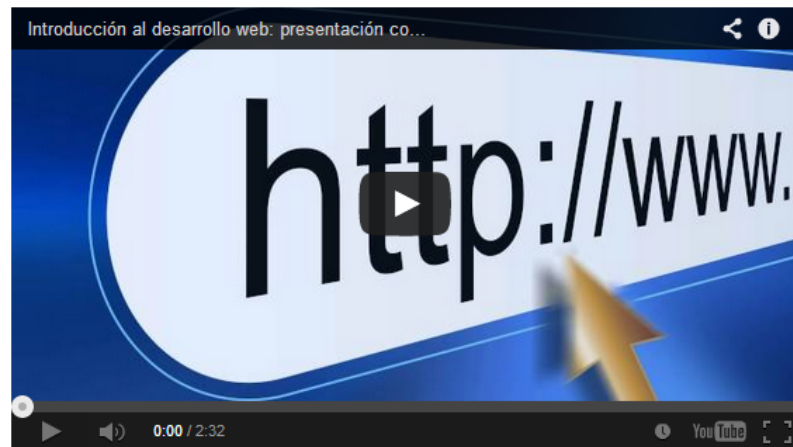 Introducción al desarrollo web: presentación co...
http://www.
0:00 / 2:32
YouTube